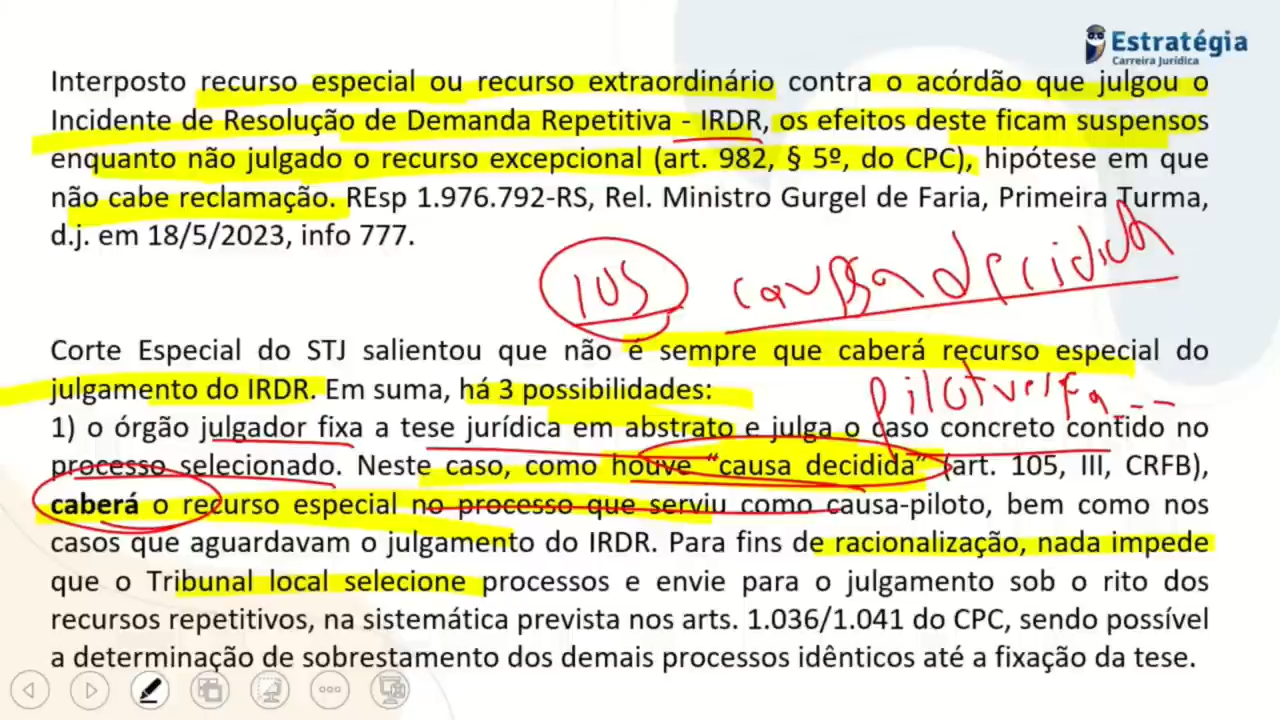 Estratégia
Carreira Jurídica
Interposto recurso especial ou recurso extraordinário contra o acórdão que julgou o
Incidente de Resolução de Demanda Repetitiva - IRDR, os efeitos deste ficam suspensos
enquanto não julgado o recurso excepcional (art. 982, § 5º, do CPC), hipótese em que
não cabe reclamação. REsp 1.976.792-RS, Rel. Ministro Gurgel de Faria, Primeira Turma,
d.j. em 18/5/2023, info 777.
105 causa decidida
Corte Especial do STJ salientou que não é sempre que caberá recurso especial do
julgamento do IRDR. Em suma, há 3 possibilidades:
1) o órgão julgador fixa a tese jurídica em abstrato e julga o caso concreto contido no
processo selecionado. Neste caso, como houve “causa decidida” (art. 105, III, CRFB),
caberá o recurso especial no processo que serviu como causa-piloto, bem como nos
casos que aguardavam o julgamento do IRDR. Para fins de racionalização, nada impede
que o Tribunal local selecione processos e envie para o julgamento sob o rito dos
recursos repetitivos, na sistemática prevista nos arts. 1.036/1.041 do CPC, sendo possível
a determinação de sobrestamento dos demais processos idênticos até a fixação da tese.